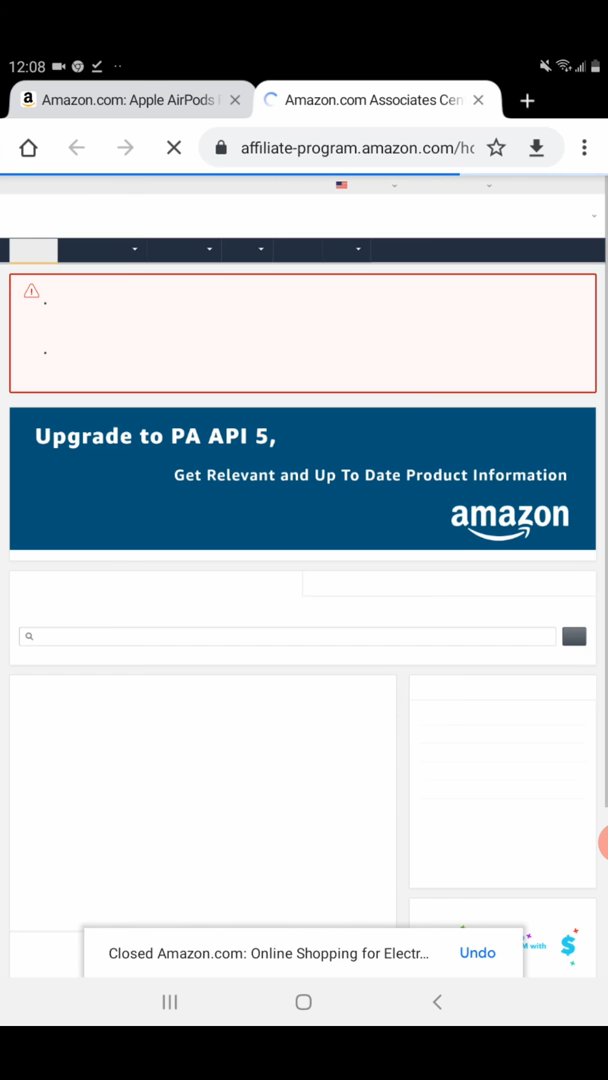 12:08
Amazon.com: Apple AirPods
Amazon.com Associates Cen
affiliate-program.amazon.com/hc
Upgrade to PA API 5,
Get Relevant and Up To Date Product Information
amazon
M with
$
Closed Amazon.com: Online Shopping for Electr...
Undo